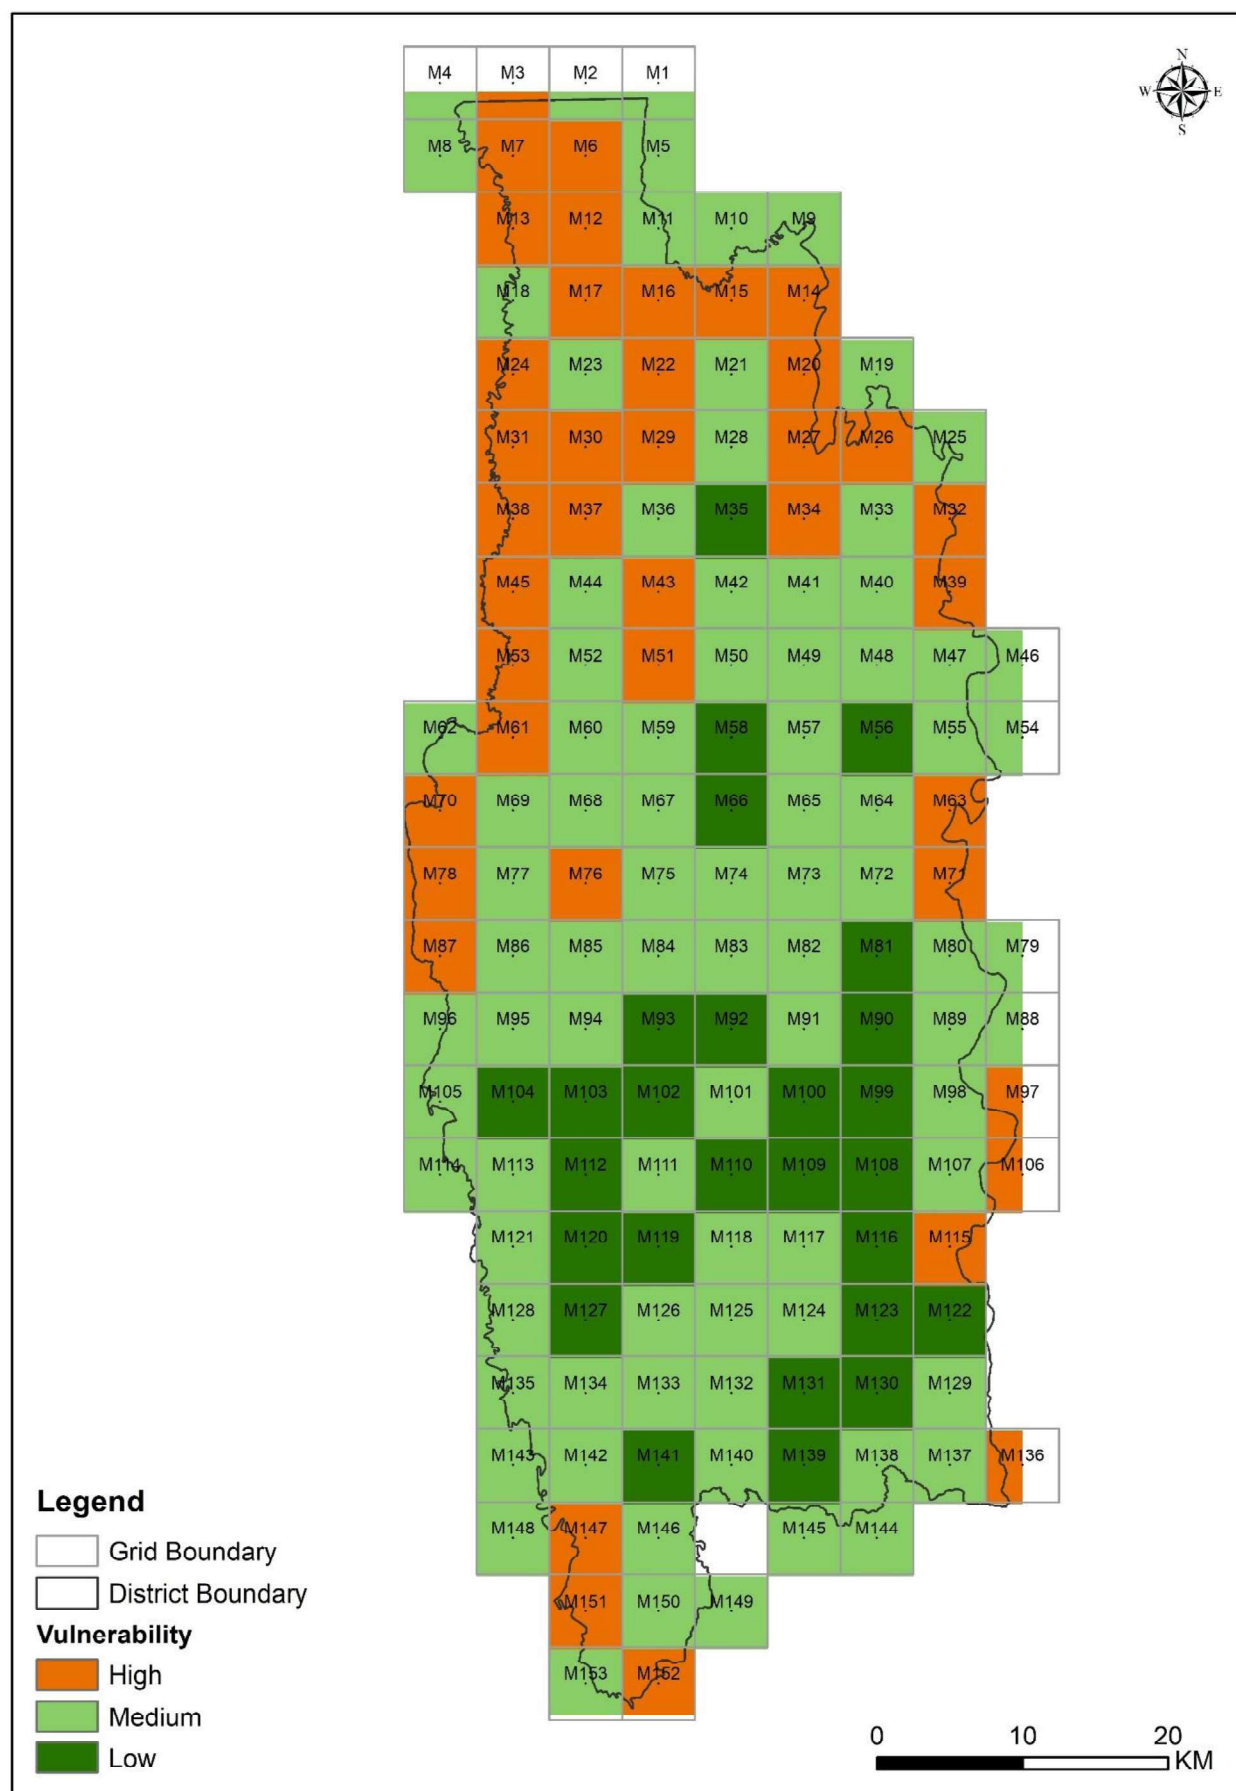 N
W E
S
M4 M3 M2 M1
M8 M7 M6 M5
M13 M12 M11 M10 M9
M18 M17 M16 M15 M14
M24 M23 M22 M21 M20 M19
M31 M30 M29 M28 M27 M26 M25
M38 M37 M36 M35 M34 M33 M32
M45 M44 M43 M42 M41 M40 M39
M53 M52 M51 M50 M49 M48 M47 M46
M62 M61 M60 M59 M58 M57 M56 M55 M54
M70 M69 M68 M67 M66 M65 M64 M63
M78 M77 M76 M75 M74 M73 M72 M71
M87 M86 M85 M84 M83 M82 M81 M80 M79
M96 M95 M94 M93 M92 M91 M90 M89 M88
M105 M104 M103 M102 M101 M100 M99 M98 M97
M114 M113 M112 M111 M110 M109 M108 M107 M106
M121 M120 M119 M118 M117 M116 M115
M128 M127 M126 M125 M124 M123 M122
M135 M134 M133 M132 M131 M130 M129
M143 M142 M141 M140 M139 M138 M137 M136
M148 M147 M146 M145 M144
M151 M150 M149
M153 M152
Legend
Grid Boundary
District Boundary
Vulnerability
High
Medium
Low
0 10 20
KM